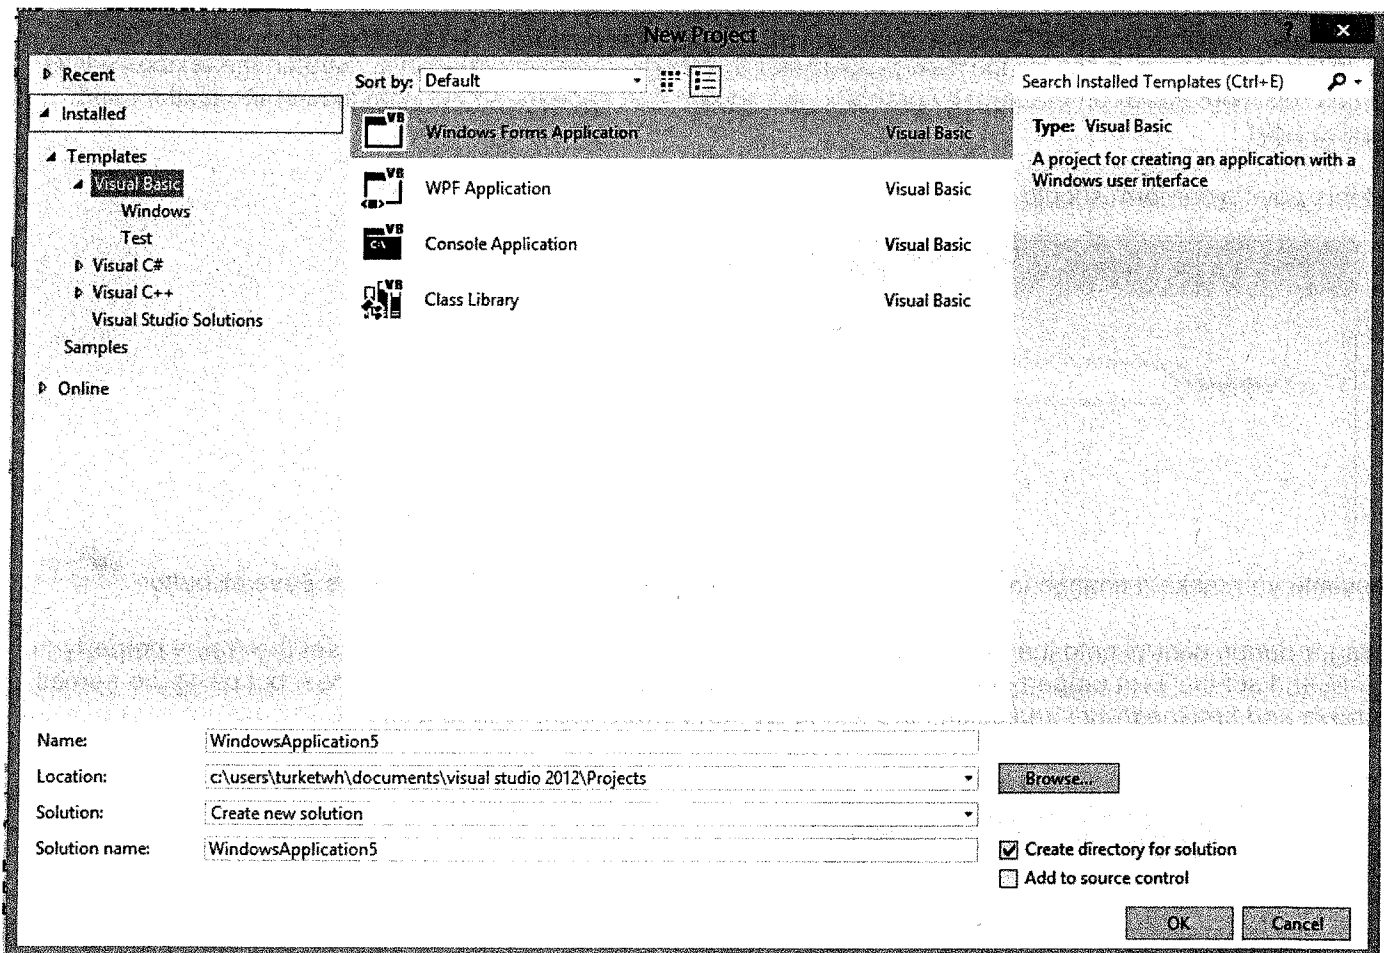 New Project
?
Recent
Installed
Templates
Visual Basic
Windows
Test
Visual C#
Visual C++
Visual Studio Solutions
Samples
Online
Sort by: Default
VB Windows Forms Application Visual Basic
VB WPF Application Visual Basic
VB C:\ Console Application Visual Basic
VB Class Library Visual Basic
Search Installed Templates (Ctrl+E)
Type: Visual Basic
A project for creating an application with a
Windows user interface
Name: WindowsApplication5
Location: c:\users\turketwh\documents\visual studio 2012\Projects Browse...
Solution: Create new solution
Solution name: WindowsApplication5
Create directory for solution
Add to source control
OK Cancel